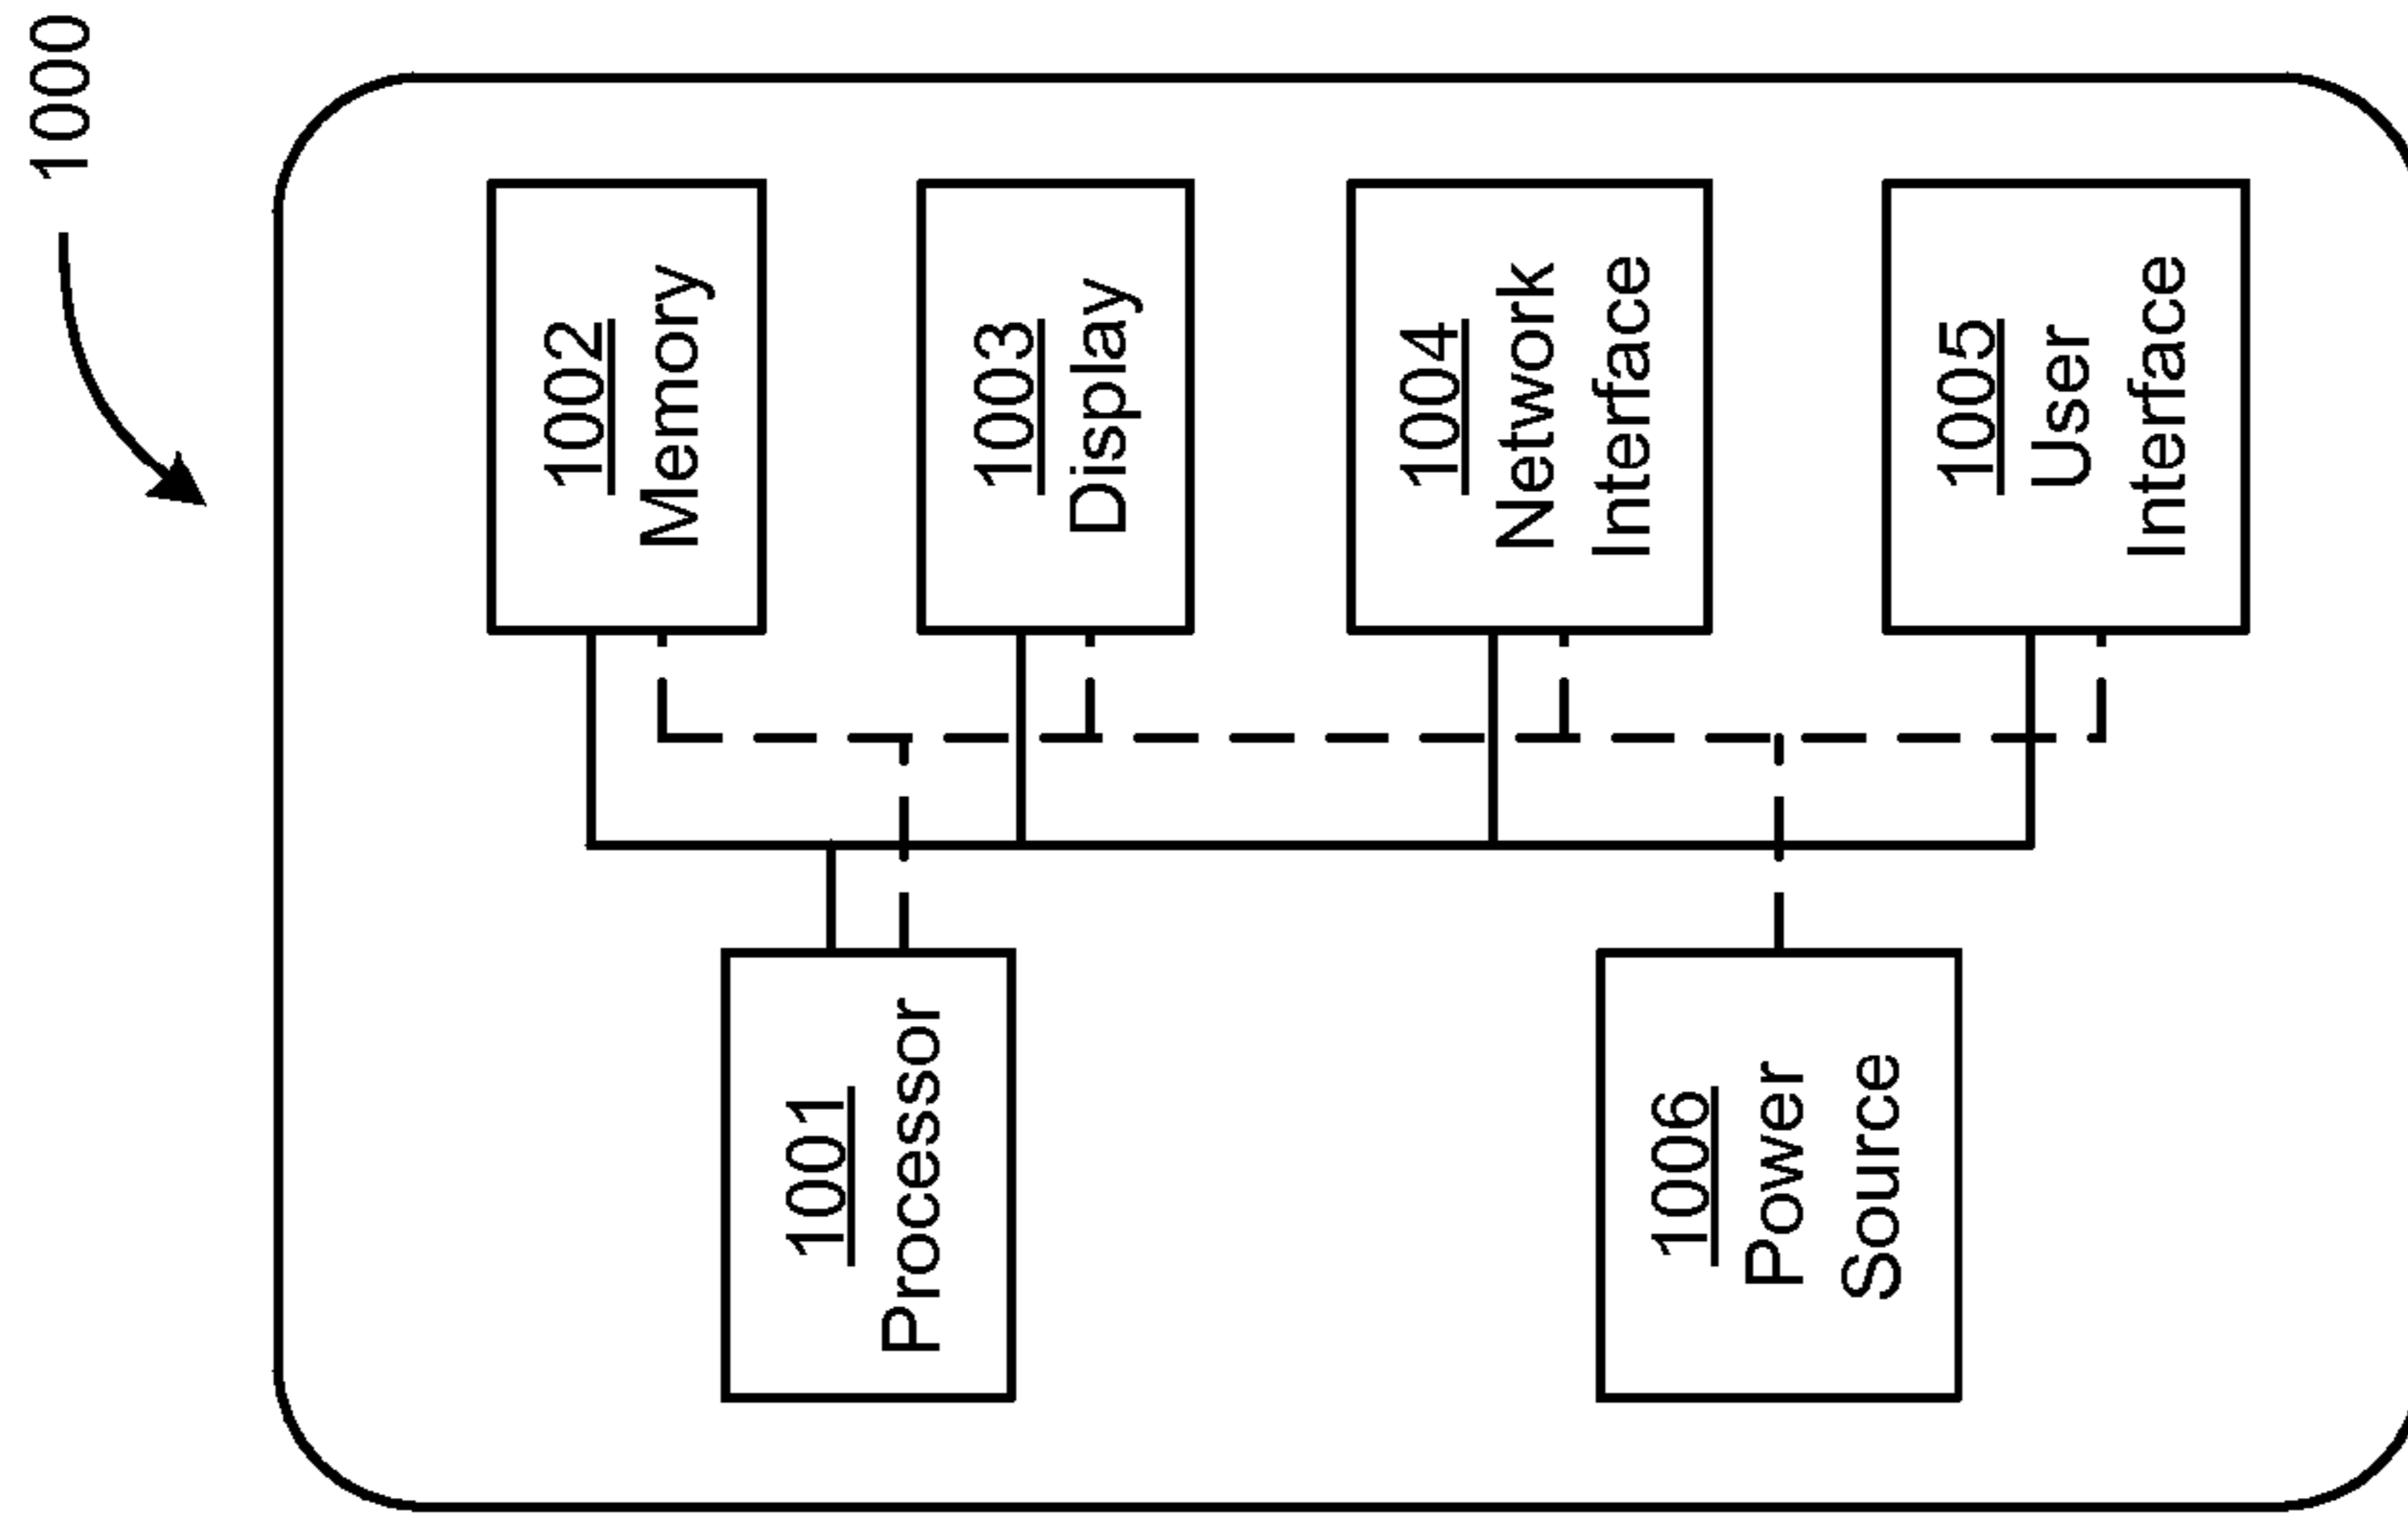 1000
1002
Memory
1003
Display
1004
Network
Interface
1005
User
Interface
1001
Processor
1006
Power
Source